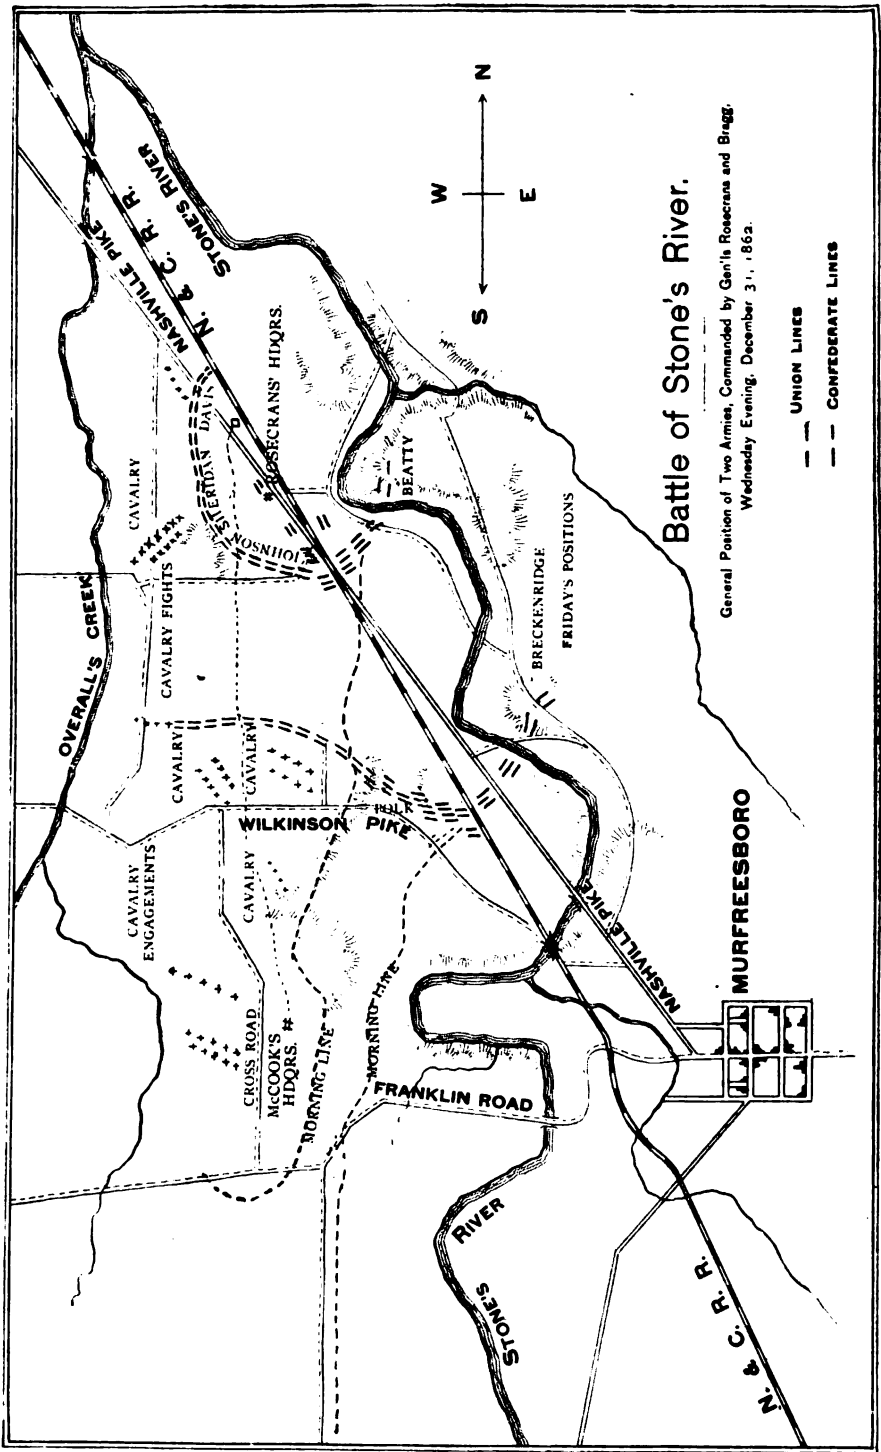 Battle of Stone's River.
General Position of Two Armies, Commanded by Gen'ls Rosecrans and Bragg,
Wednesday Evening, December 31, 1862.
UNION LINES
CONFEDERATE LINES
N
W
E
S
STONE'S RIVER
N. & C. R. R.
NASHVILLE PIKE
ROSECRANS' HDQRS.
DAVIS
SHERIDAN
JOHNSON
BEATTY
CAVALRY
OVERALL'S CREEK
CAVALRY FIGHTS
BRECKENRIDGE
FRIDAY'S POSITIONS
CAVALRY
CAVALRY
POLK
WILKINSON PIKE
CAVALRY
ENGAGEMENTS
CAVALRY
NASHVILLE PIKE
MURFREESBORO
CROSS ROAD
McCOOK'S
HDQRS.
MORNING LINE
MORNING LINE
FRANKLIN ROAD
STONE'S RIVER
N. & C. R. R.